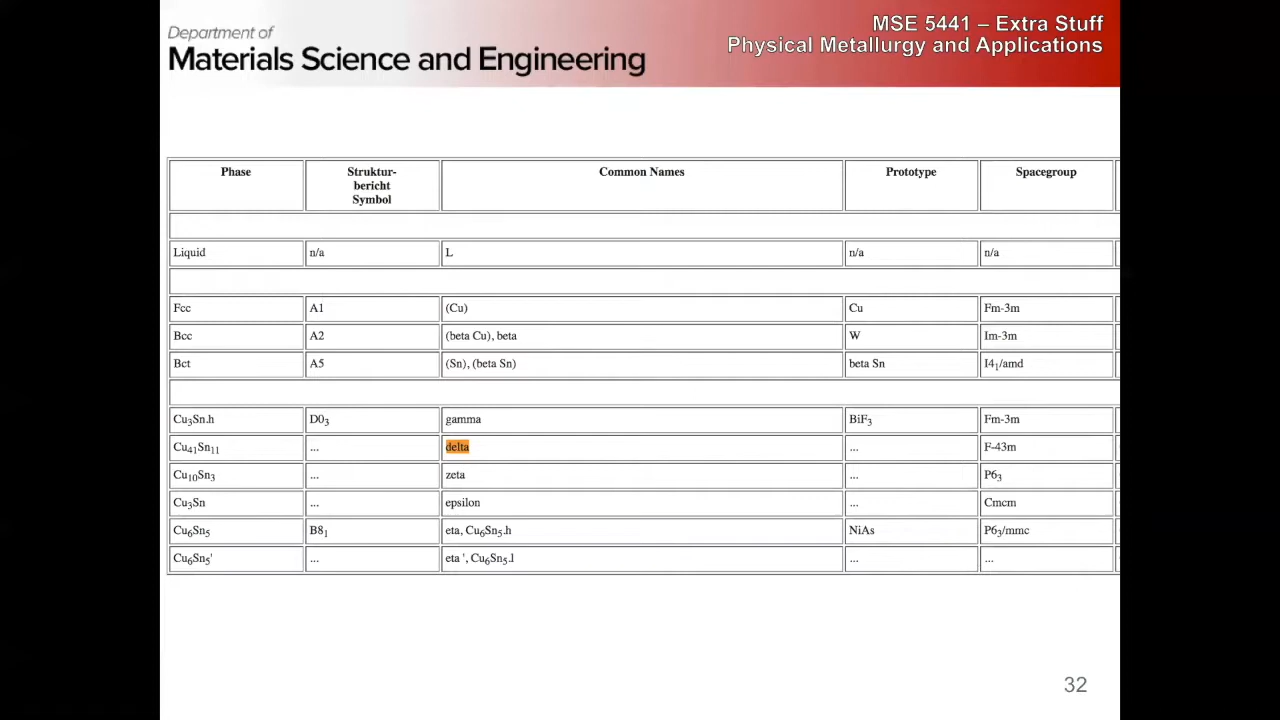 Department of
Materials Science and Engineering
MSE 5441 – Extra Stuff
Physical Metallurgy and Applications
Phase Struktur-bericht Symbol Common Names Prototype Spacegroup
Liquid n/a L n/a n/a
Fcc A1 (Cu) Cu Fm-3m
Bcc A2 (beta Cu), beta W Im-3m
Bct A5 (Sn), (beta Sn) beta Sn I4₁/amd
Cu₃Sn.h D0₃ gamma BiF₃ Fm-3m
Cu₄₁Sn₁₁ ... delta ... F-43m
Cu₁₀Sn₃ ... zeta ... P6₃
Cu₃Sn ... epsilon ... Cmcm
Cu₆Sn₅ B8₁ eta, Cu₆Sn₅.h NiAs P6₃/mmc
Cu₆Sn₅' ... eta ', Cu₆Sn₅.l ... ...
32